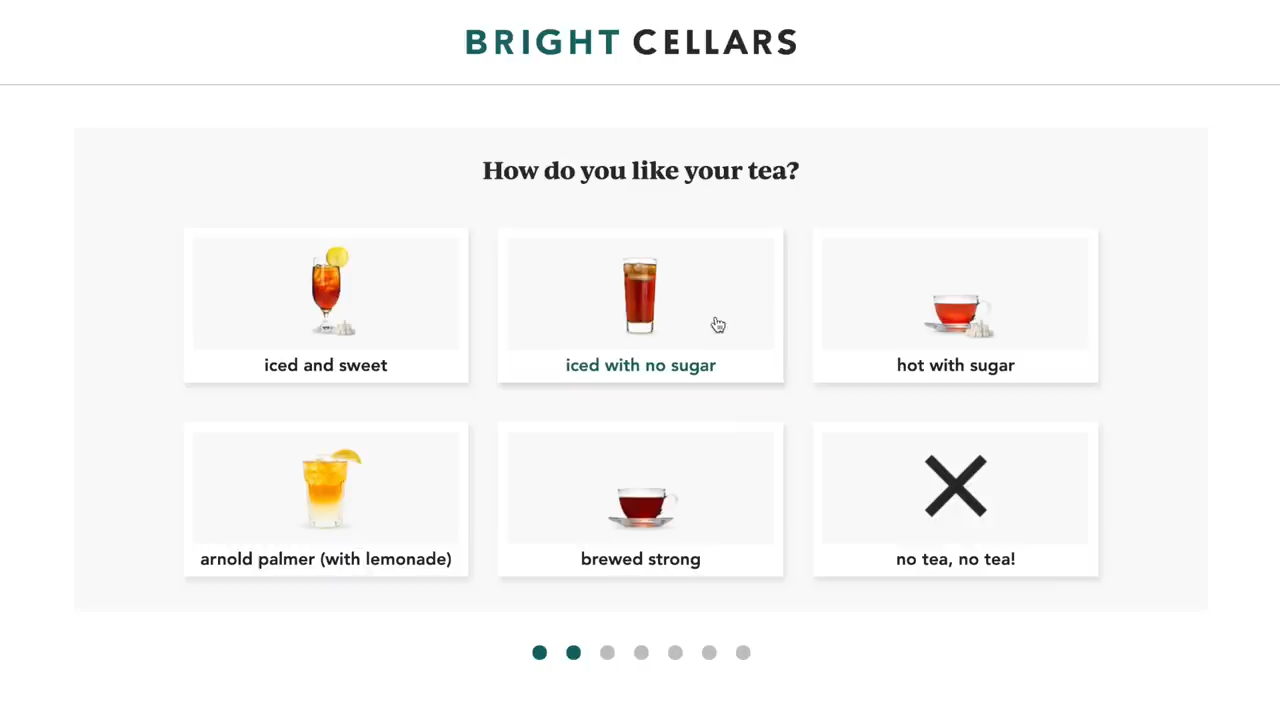 BRIGHT CELLARS
How do you like your tea?
iced and sweet
iced with no sugar
hot with sugar
arnold palmer (with lemonade)
brewed strong
no tea, no tea!